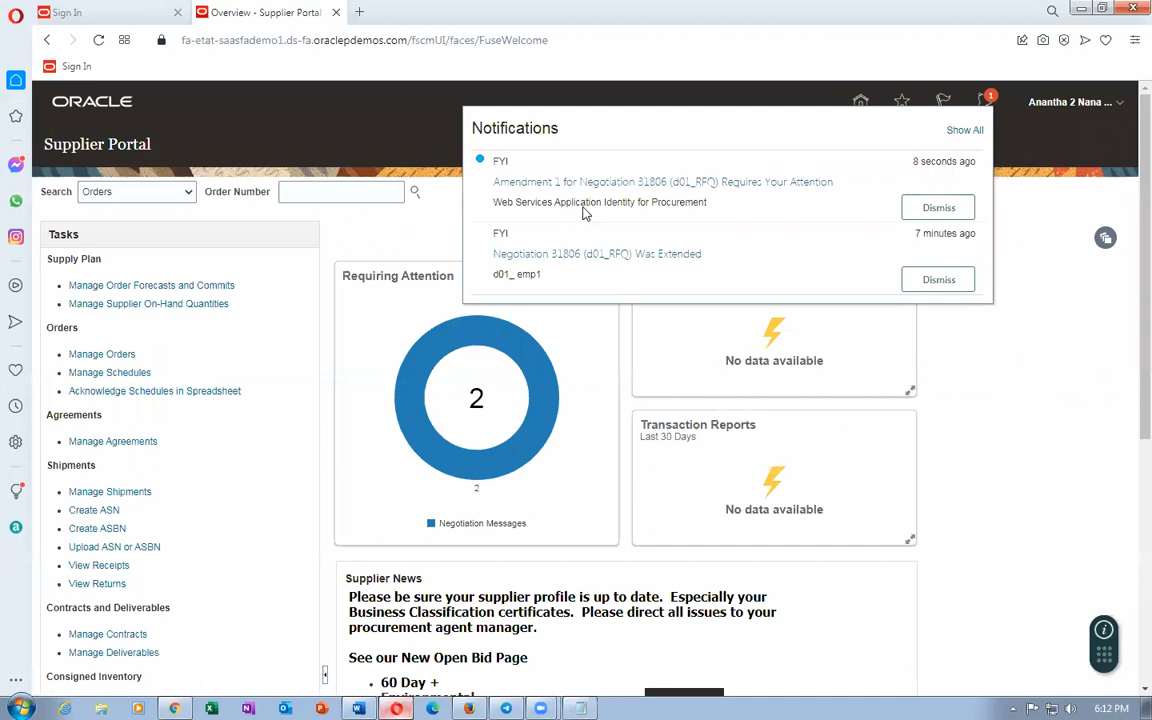 Sign In
Overview - Supplier Portal
fa-etat-saasfademo1.ds-fa.oraclepdemos.com/fscmUI/faces/FuseWelcome
Sign In
ORACLE
1
Anantha 2 Nana ...
Supplier Portal
Notifications
Show All
FYI
8 seconds ago
Amendment 1 for Negotiation 31806 (d01_RFQ) Requires Your Attention
Web Services Application Identity for Procurement
Dismiss
FYI
7 minutes ago
Negotiation 31806 (d01_RFQ) Was Extended
d01_ emp1
Dismiss
Search
Orders
Order Number
Tasks
Supply Plan
Manage Order Forecasts and Commits
Manage Supplier On-Hand Quantities
Orders
Manage Orders
Manage Schedules
Acknowledge Schedules in Spreadsheet
Agreements
Manage Agreements
Shipments
Manage Shipments
Create ASN
Create ASBN
Upload ASN or ASBN
View Receipts
View Returns
Contracts and Deliverables
Manage Contracts
Manage Deliverables
Consigned Inventory
Requiring Attention
2
2
Negotiation Messages
No data available
Transaction Reports
Last 30 Days
No data available
Supplier News
Please be sure your supplier profile is up to date. Especially your
Business Classification certificates. Please direct all issues to your
procurement agent manager.
See our New Open Bid Page
60 Day +
6:12 PM